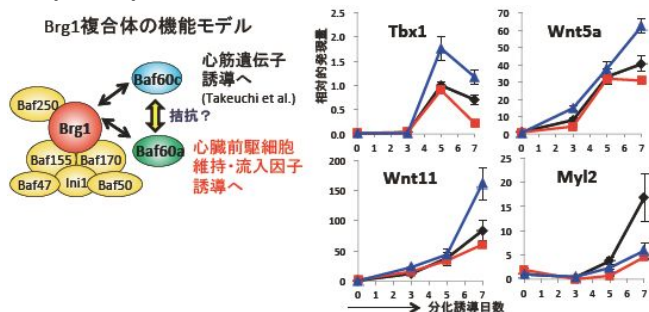 Brg1複合体の機能モデル
Baf250
Brg1
Baf155
Baf170
Baf47
Ini1
Baf50
Baf60c
心筋遺伝子
誘導へ
(Takeuchi et al.)
拮抗？
Baf60a
心臓前駆細胞
維持・流入因子
誘導へ
相対的発現量
Tbx1
2.5
2.0
1.5
1.0
0.5
0.0
0 1 2 3 4 5 6 7
Wnt5a
70
60
50
40
30
20
10
0
0 1 2 3 4 5 6 7
Wnt11
200
150
100
50
0
0 1 2 3 4 5 6 7
Myl2
25
20
15
10
5
0
0 1 2 3 4 5 6 7
分化誘導日数